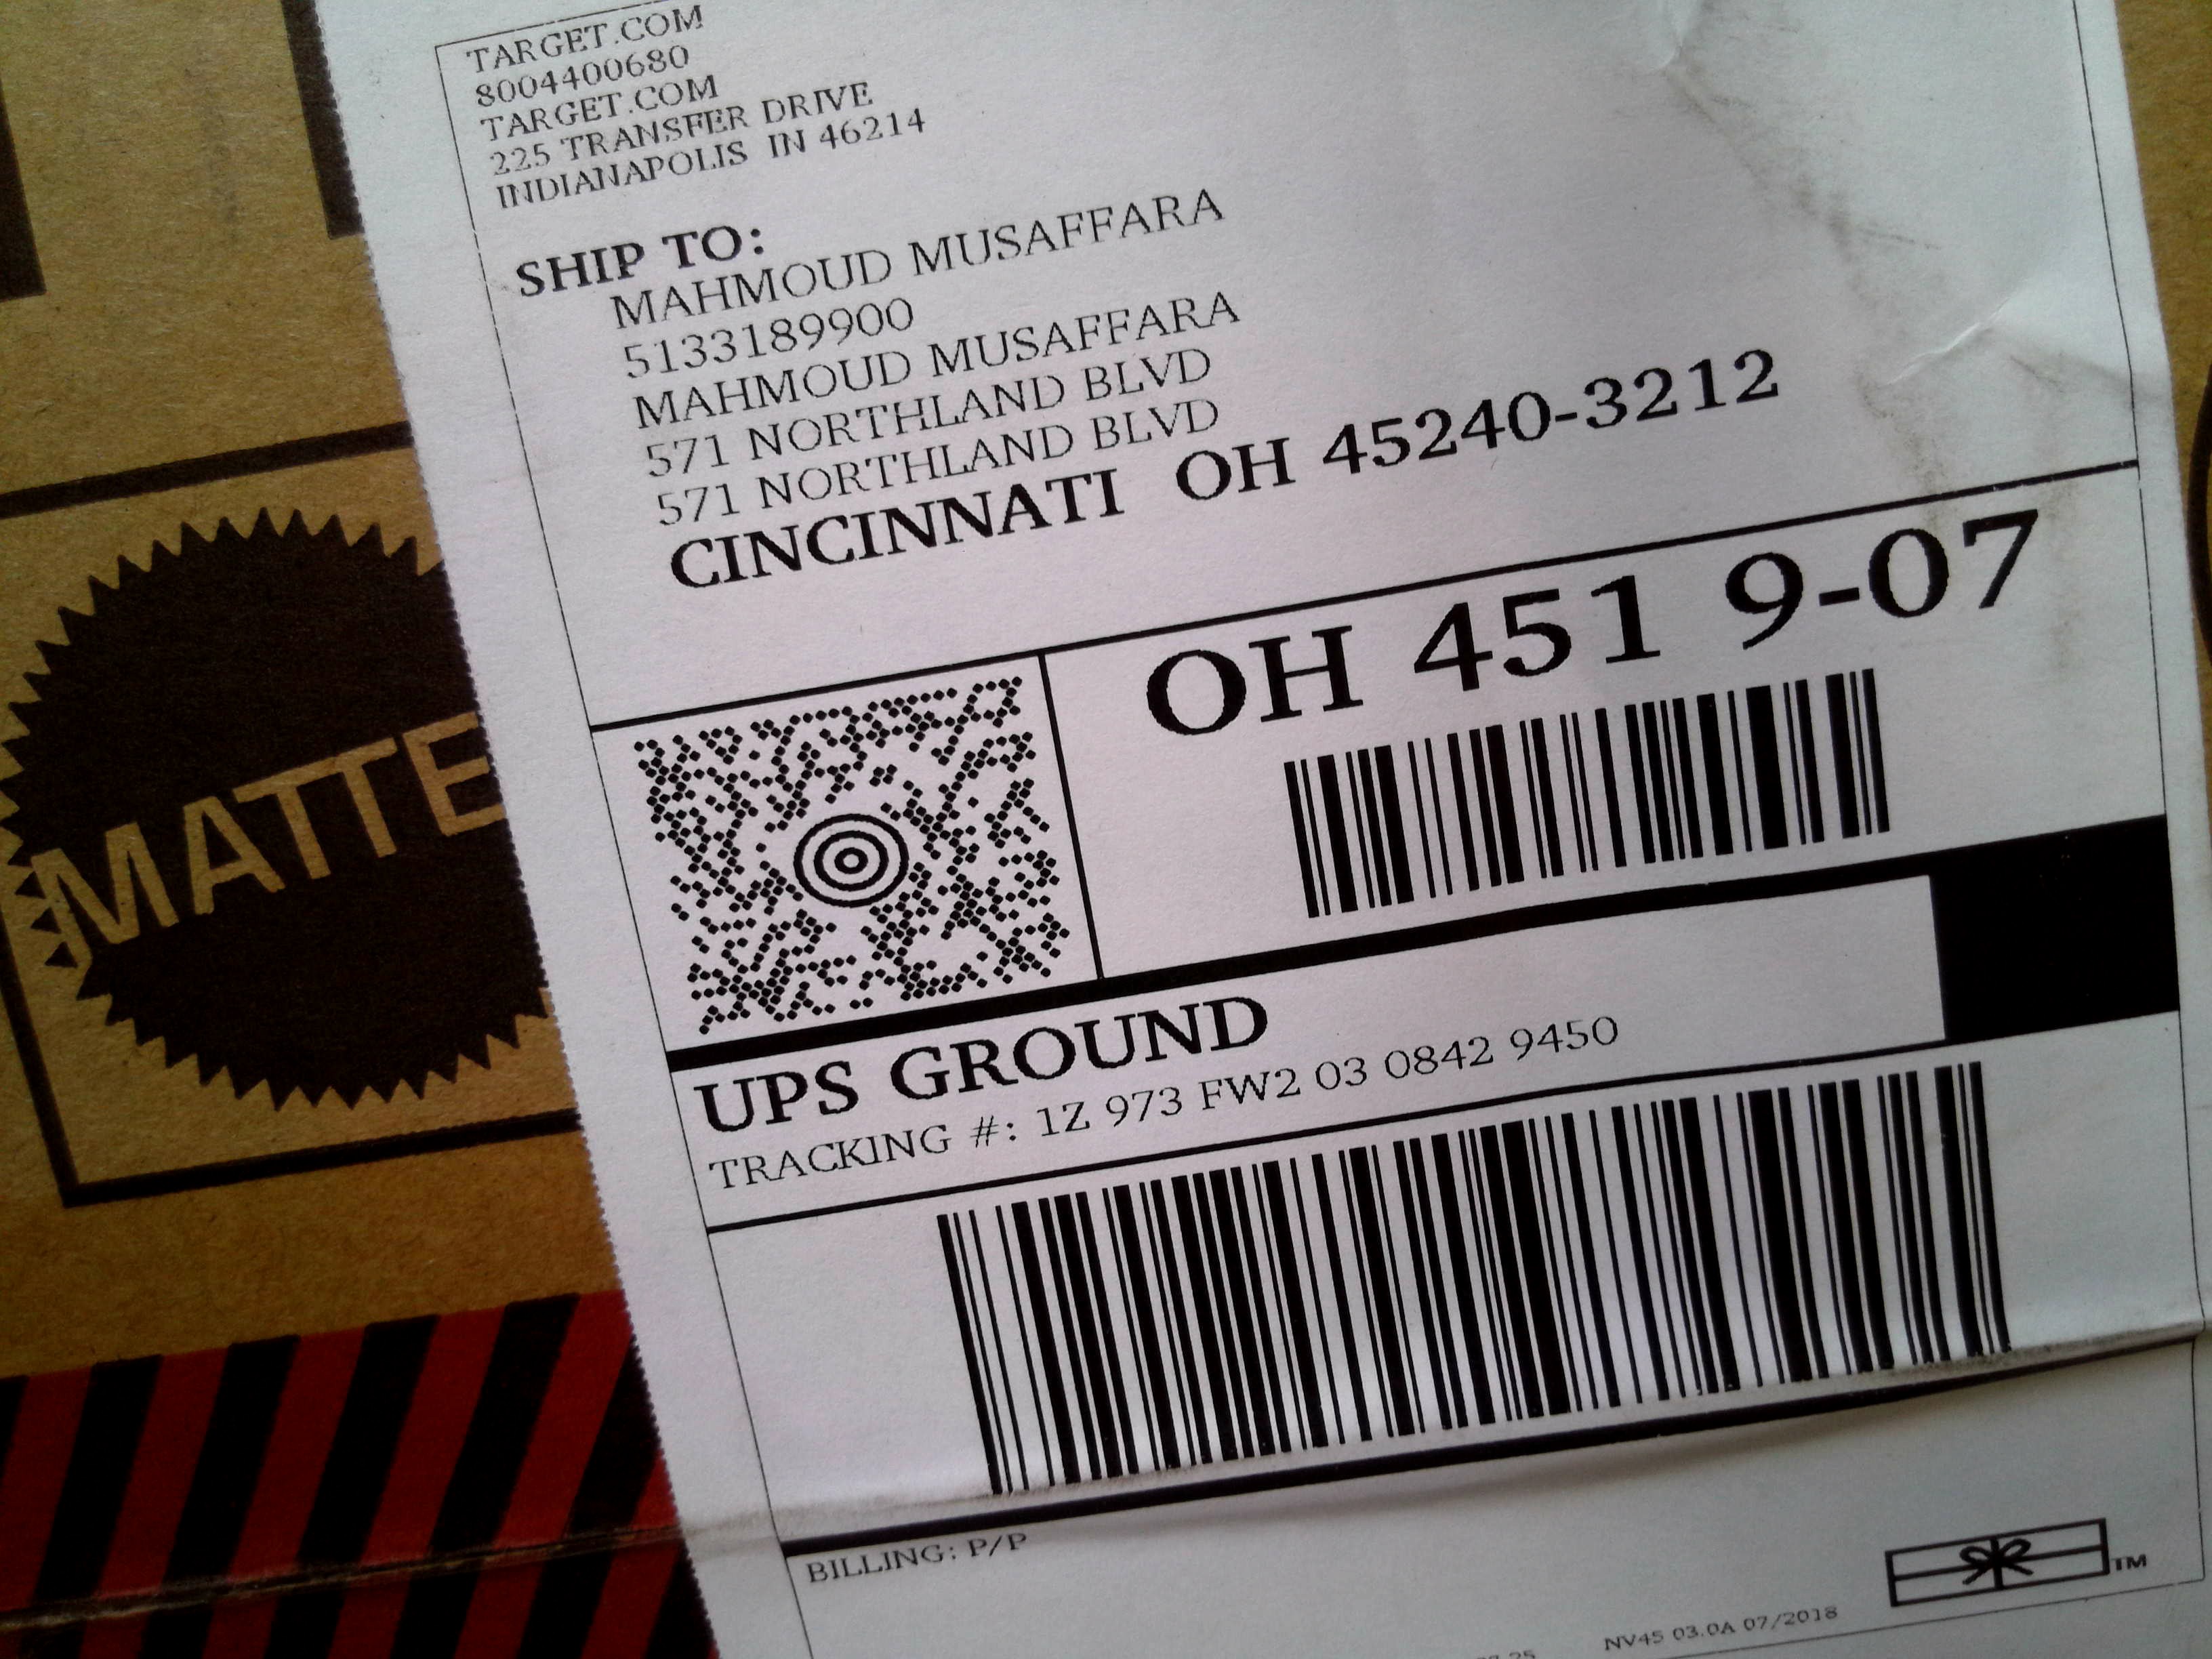 TARGET.COM
8004400680
TARGET.COM
225 TRANSFER DRIVE
INDIANAPOLIS IN 46214
SHIP TO:
MAHMOUD MUSAFFARA
5133189900
MAHMOUD MUSAFFARA
571 NORTHLAND BLVD
571 NORTHLAND BLVD
CINCINNATI OH 45240-3212
OH 451 9-07
MATTE
UPS GROUND
TRACKING #: 1Z 973 FW2 03 0842 9450
BILLING: P/P
TM
NV45 03.0A 07/2018